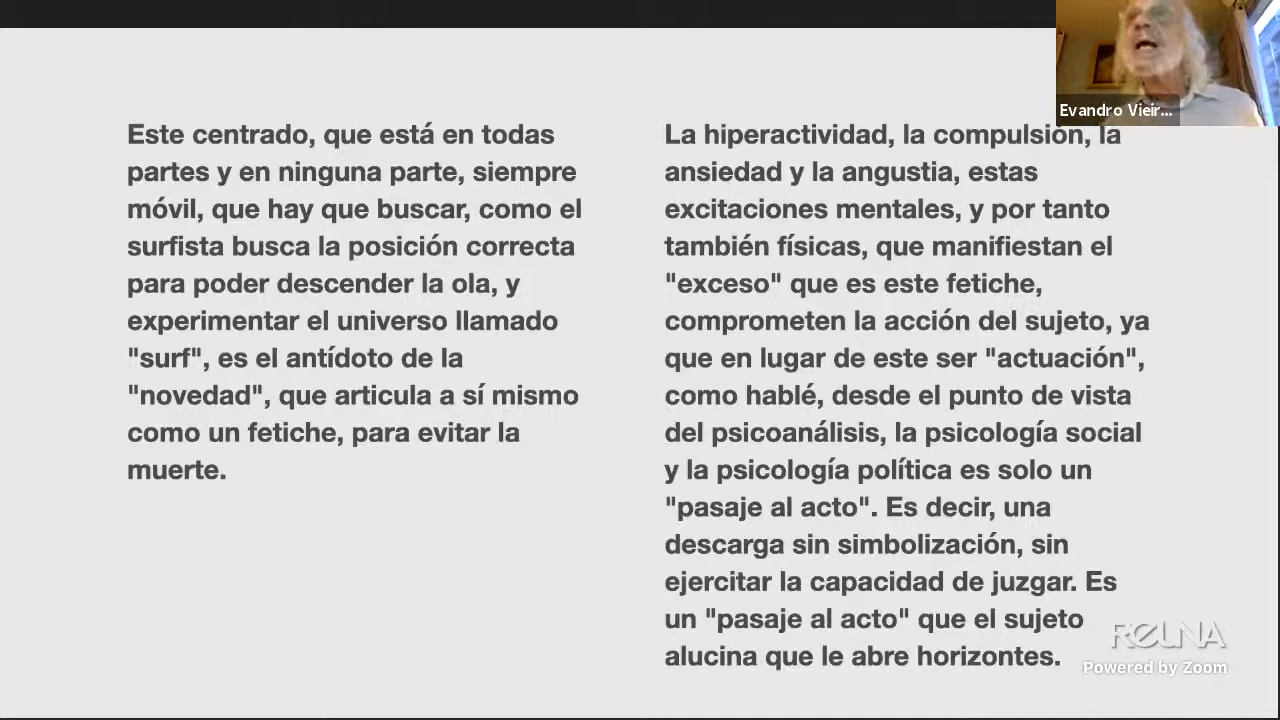 Este centrado, que está en todas
partes y en ninguna parte, siempre
móvil, que hay que buscar, como el
surfista busca la posición correcta
para poder descender la ola, y
experimentar el universo llamado
"surf", es el antídoto de la
"novedad", que articula a sí mismo
como un fetiche, para evitar la
muerte.
La hiperactividad, la compulsión, la
ansiedad y la angustia, estas
excitaciones mentales, y por tanto
también físicas, que manifiestan el
"exceso" que es este fetiche,
comprometen la acción del sujeto, ya
que en lugar de este ser "actuación",
como hablé, desde el punto de vista
del psicoanálisis, la psicología social
y la psicología política es solo un
"pasaje al acto". Es decir, una
descarga sin simbolización, sin
ejercitar la capacidad de juzgar. Es
un "pasaje al acto" que el sujeto
alucina que le abre horizontes.
Evandro Vieir...
REUNA
Powered by Zoom